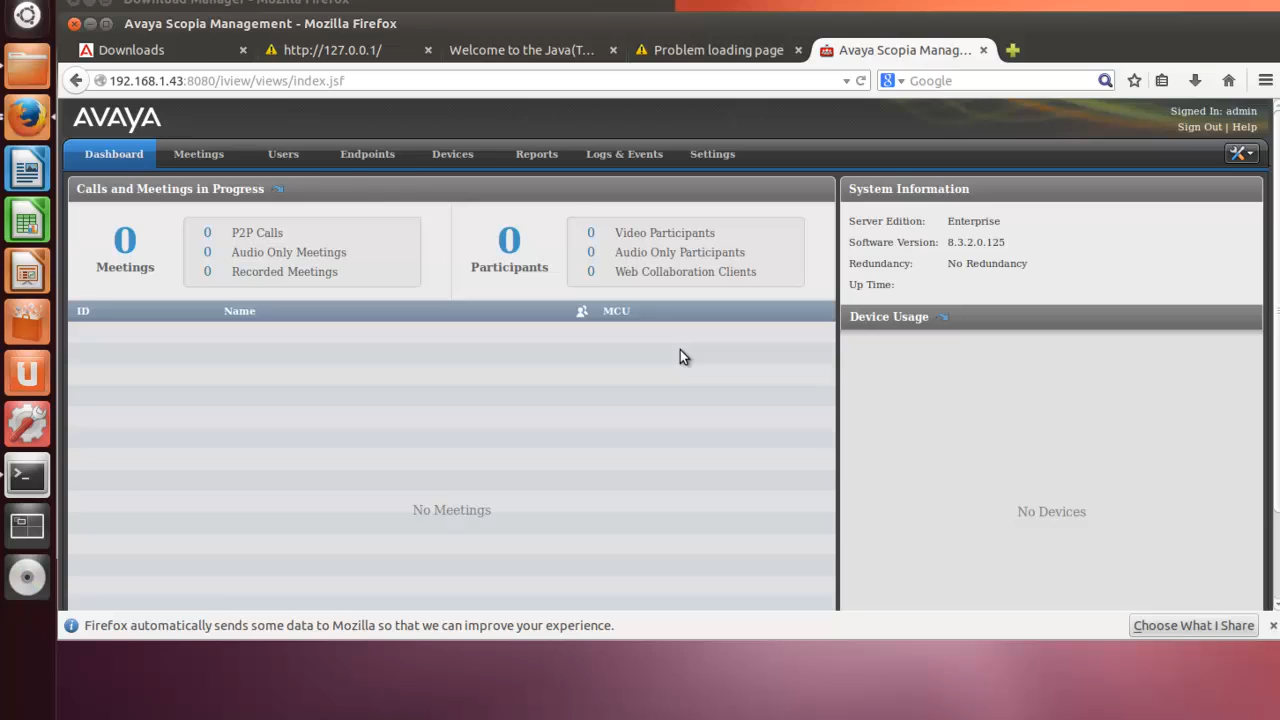 Download Manager - Mozilla Firefox
Avaya Scopia Management - Mozilla Firefox
Downloads
http://127.0.0.1/
Welcome to the Java(T...
Problem loading page
Avaya Scopia Manag...
192.168.1.43:8080/iview/views/index.jsf
Google
AVAYA
Signed In: admin
Sign Out | Help
Dashboard Meetings Users Endpoints Devices Reports Logs & Events Settings
Calls and Meetings in Progress
0
Meetings
0 P2P Calls
0 Audio Only Meetings
0 Recorded Meetings
0
Participants
0 Video Participants
0 Audio Only Participants
0 Web Collaboration Clients
ID Name MCU
No Meetings
System Information
Server Edition: Enterprise
Software Version: 8.3.2.0.125
Redundancy: No Redundancy
Up Time:
Device Usage
No Devices
Firefox automatically sends some data to Mozilla so that we can improve your experience.
Choose What I Share